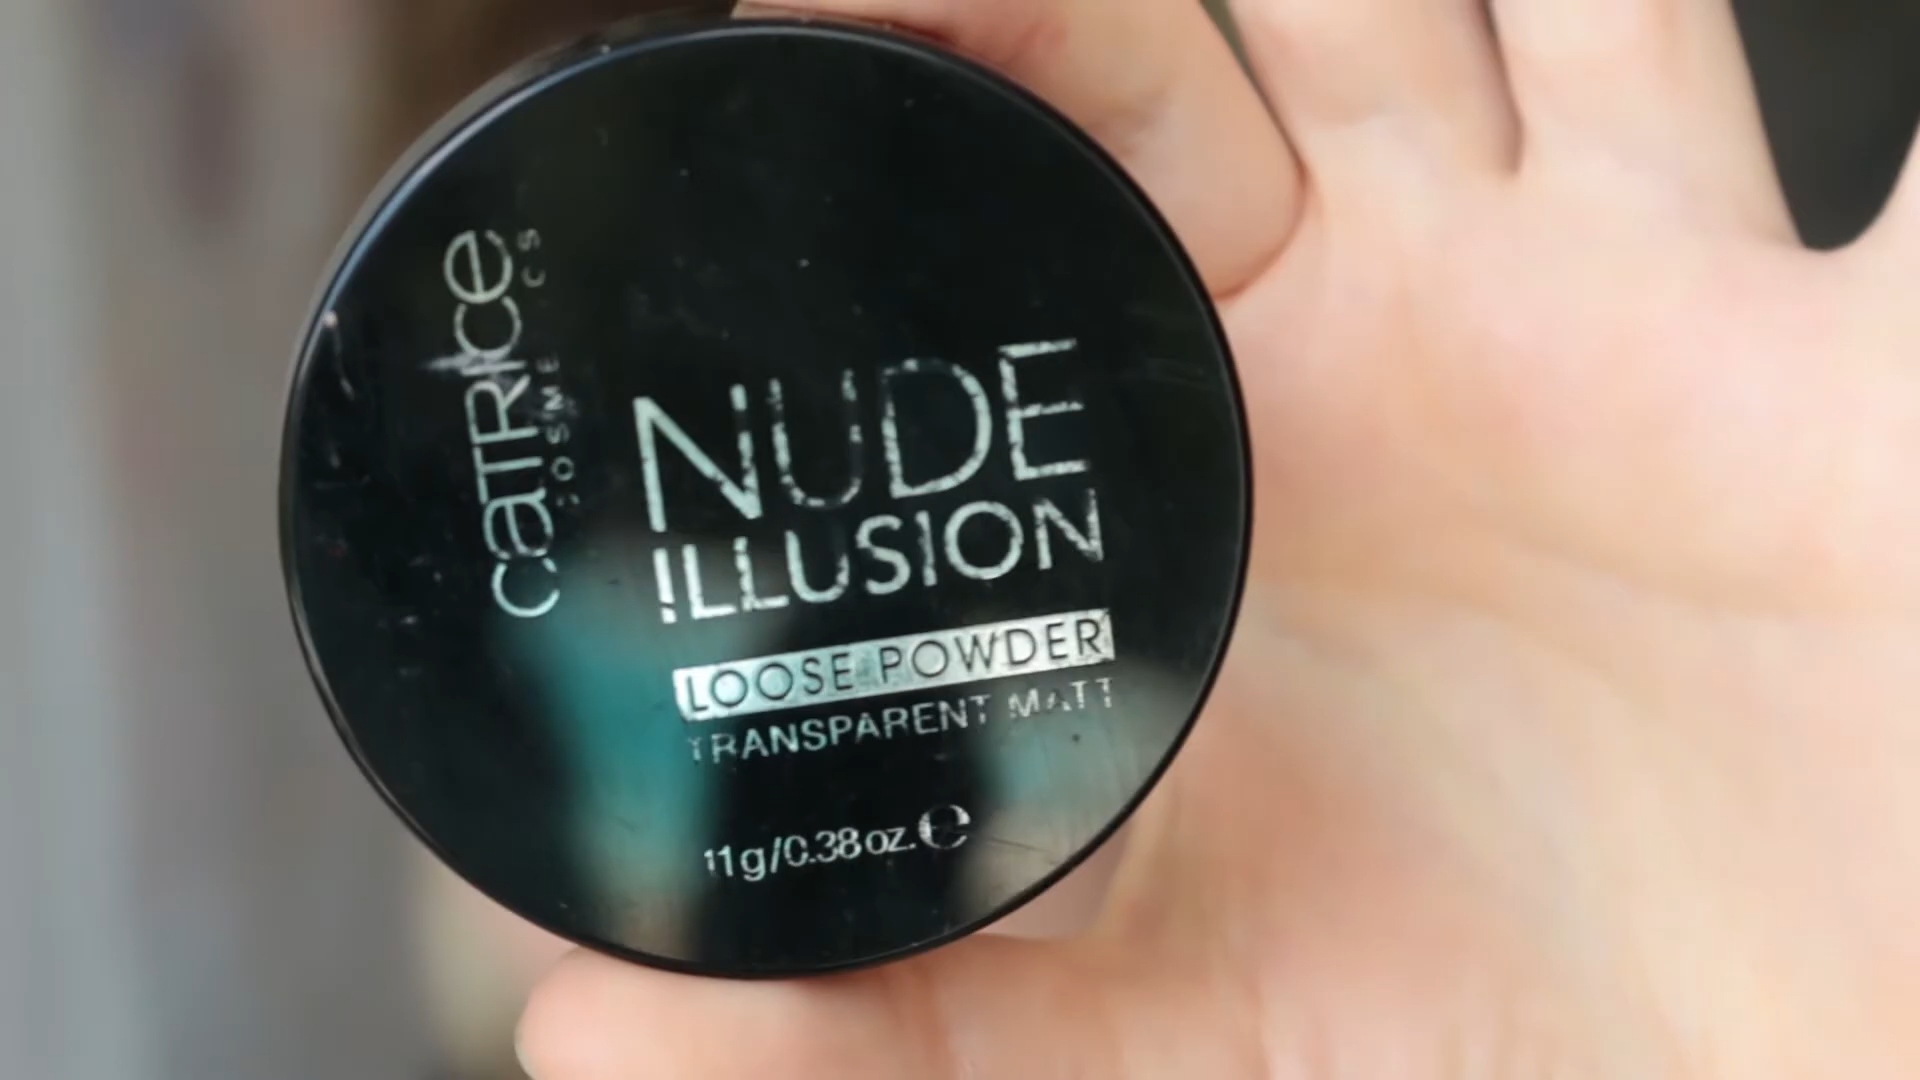 CATRICE
COSMETICS
NUDE
ILLUSION
LOOSE POWDER
TRANSPARENT MATT
11g/0.38oz.℮